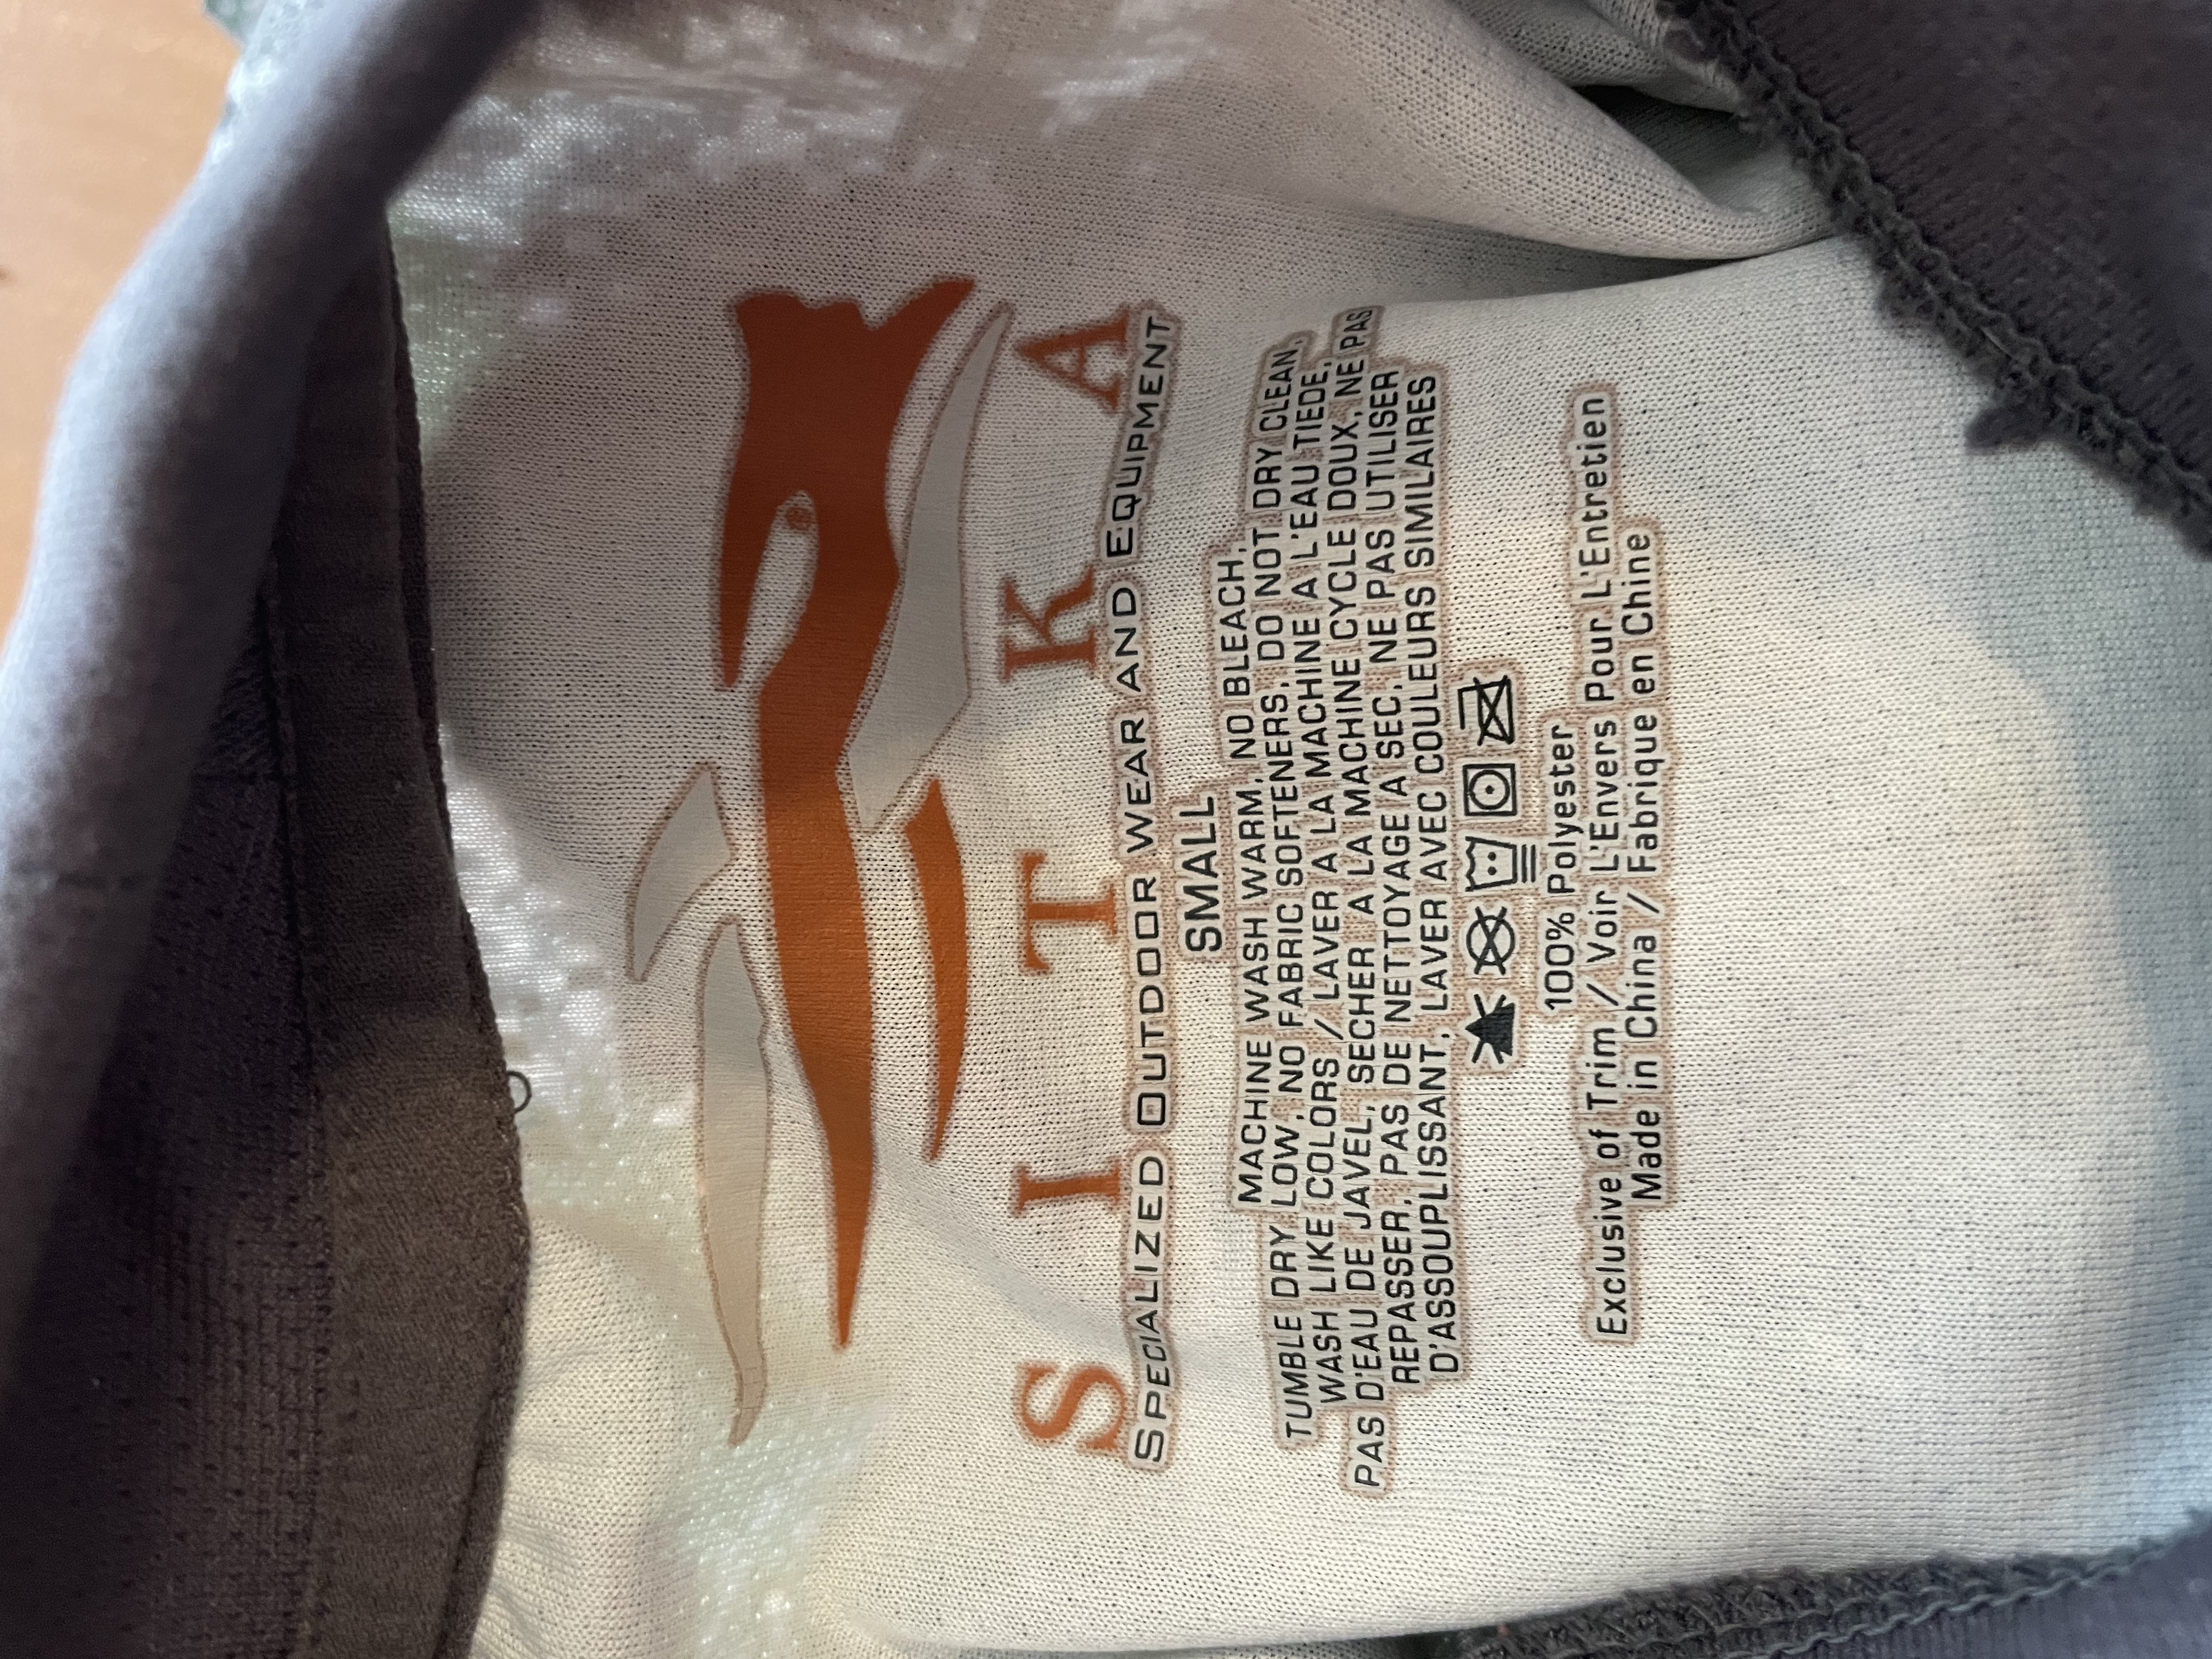 SITKA
SPECIALIZED OUTDOOR WEAR AND EQUIPMENT
SMALL
MACHINE WASH WARM, NO BLEACH,
TUMBLE DRY LOW, NO FABRIC SOFTENERS, DO NOT DRY CLEAN,
WASH LIKE COLORS / LAVER A LA MACHINE A L'EAU TIEDE,
PAS D'EAU DE JAVEL, SECHER A LA MACHINE CYCLE DOUX, NE PAS
REPASSER, PAS DE NETTOYAGE A SEC, NE PAS UTILISER
D'ASSOUPLISSANT, LAVER AVEC COULEURS SIMILAIRES
100% Polyester
Exclusive of Trim / Voir L'Envers Pour L'Entretien
Made in China / Fabrique en Chine